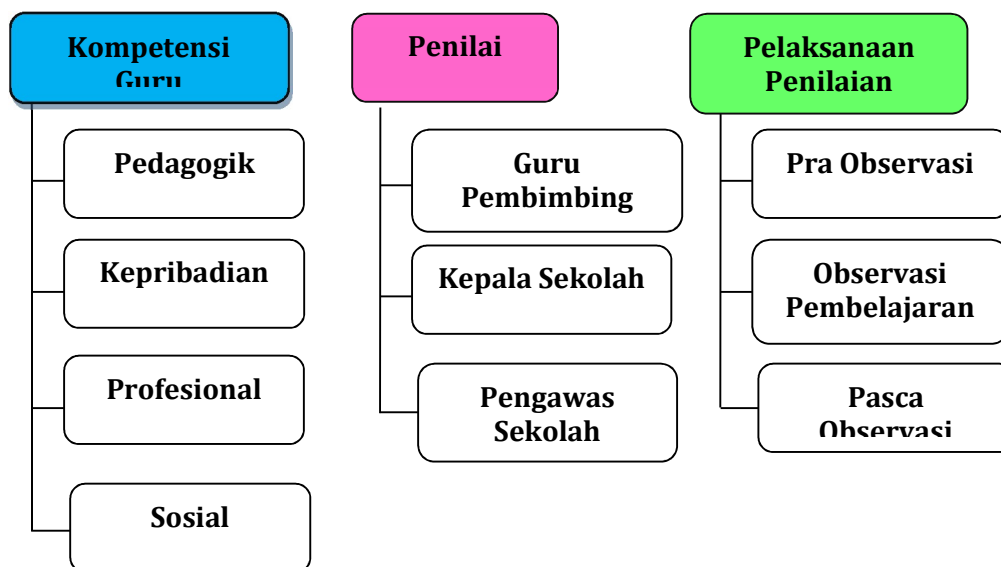 Kompetensi
Guru
Pedagogik
Kepribadian
Profesional
Sosial
Penilai
Guru
Pembimbing
Kepala Sekolah
Pengawas
Sekolah
Pelaksanaan
Penilaian
Pra Observasi
Observasi
Pembelajaran
Pasca
Observasi